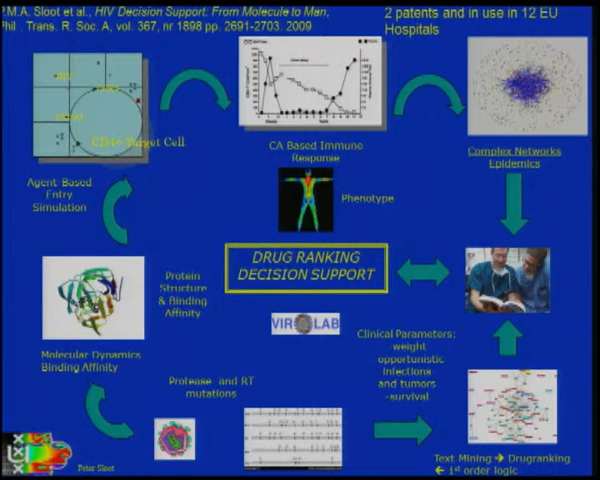 P.M.A. Sloot et al., HIV Decision Support: From Molecule to Man,
Phil . Trans. R. Soc. A, vol. 367, nr 1898 pp. 2691-2703. 2009
2 patents and in use in 12 EU
Hospitals
CD4+ Target Cell
CA Based Immune
Response
Complex Networks
Epidemics
Agent-Based
Entry
Simulation
Phenotype
DRUG RANKING
DECISION SUPPORT
Protein
Structure
& Binding
Affinity
VIROLAB
Molecular Dynamics
Binding Affinity
Clinical Parameters:
-weight
opportunistic
infections
and tumors
-survival
Protease and RT
mutations
Text Mining → Drugranking
← 1st order logic
Peter Sloot